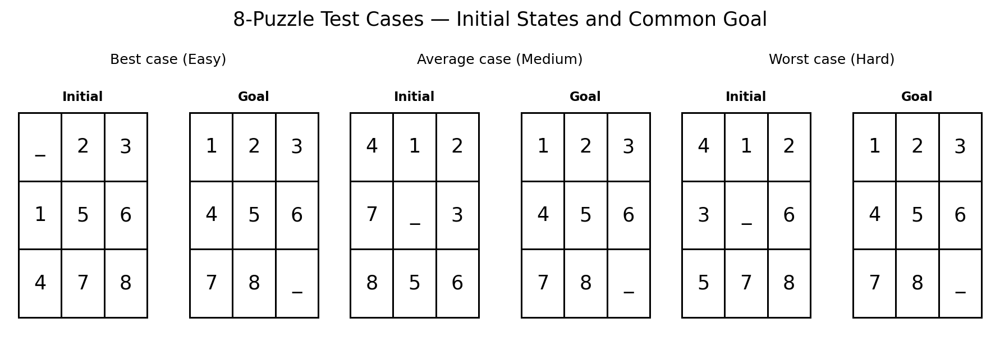 8-Puzzle Test Cases — Initial States and Common Goal
Best case (Easy) Average case (Medium) Worst case (Hard)
Initial Goal Initial Goal Initial Goal
_ 2 3 1 2 3 4 1 2 1 2 3 4 1 2 1 2 3
1 5 6 4 5 6 7 _ 3 4 5 6 3 _ 6 4 5 6
4 7 8 7 8 _ 8 5 6 7 8 _ 5 7 8 7 8 _